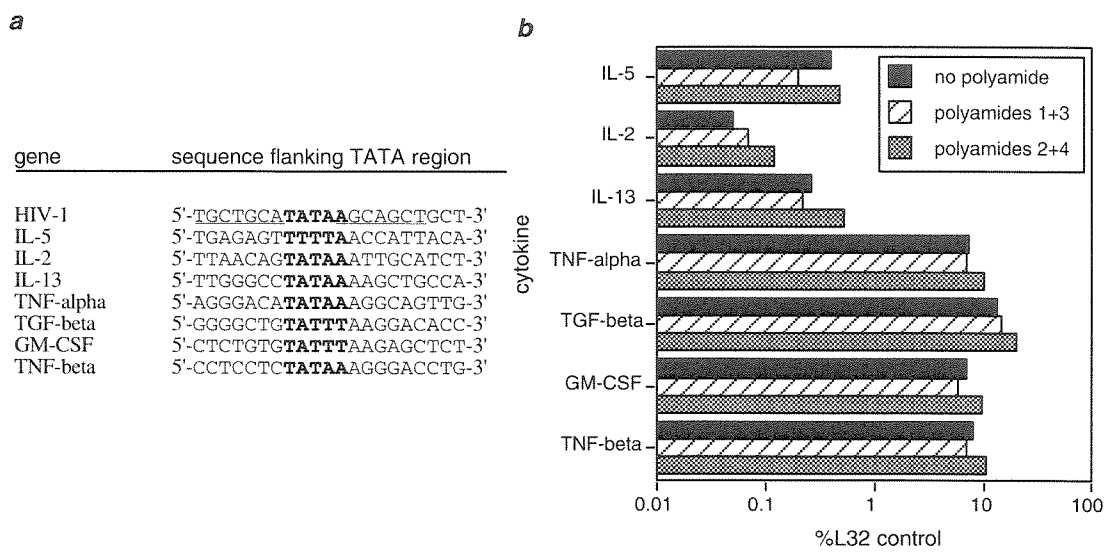 a
gene sequence flanking TATA region
HIV-1 5'-TGCTGCATATAAGCAGCTGCT-3'
IL-5 5'-TGAGAGTTTTTAACCATTACA-3'
IL-2 5'-TTAACAGTATAAATTGCATCT-3'
IL-13 5'-TTGGGCCTATAAAAGCTGCCA-3'
TNF-alpha 5'-AGGGACATATAAAGGCAGTTG-3'
TGF-beta 5'-GGGGCTGTATTTAAGGACACC-3'
GM-CSF 5'-CTCTGTGTATTTAAGAGCTCT-3'
TNF-beta 5'-CCTCCTCTATAAAGGGACCTG-3'
b
no polyamide
polyamides 1+3
polyamides 2+4
cytokine
IL-5
IL-2
IL-13
TNF-alpha
TGF-beta
GM-CSF
TNF-beta
0.01 0.1 1 10 100
%L32 control